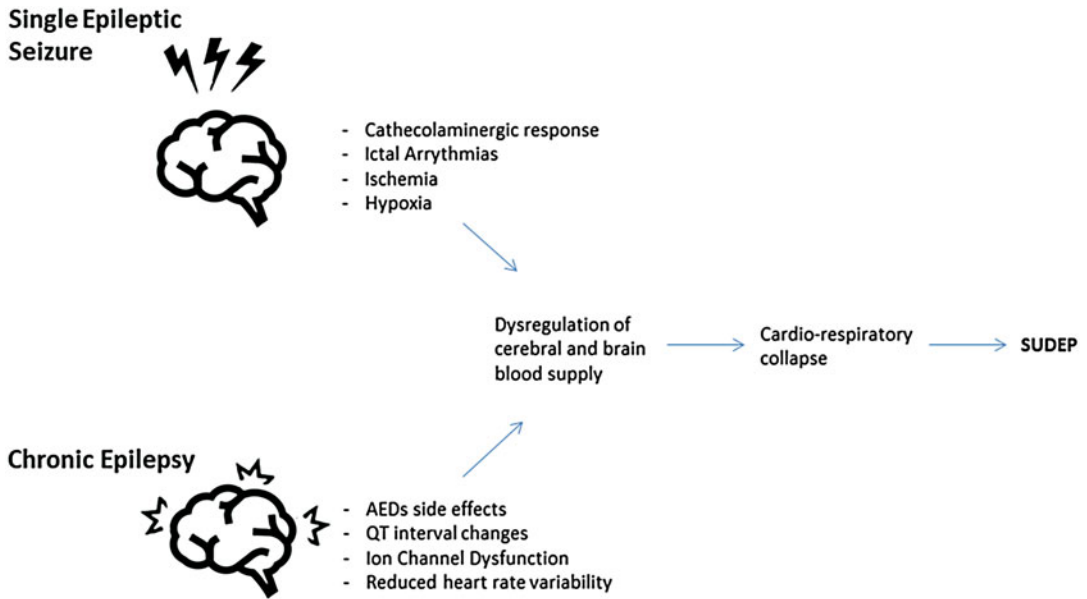 Single Epileptic
Seizure
- Cathecolaminergic response
- Ictal Arrythmias
- Ischemia
- Hypoxia
Dysregulation of
cerebral and brain
blood supply
Cardio-respiratory
collapse
SUDEP
Chronic Epilepsy
- AEDs side effects
- QT interval changes
- Ion Channel Dysfunction
- Reduced heart rate variability